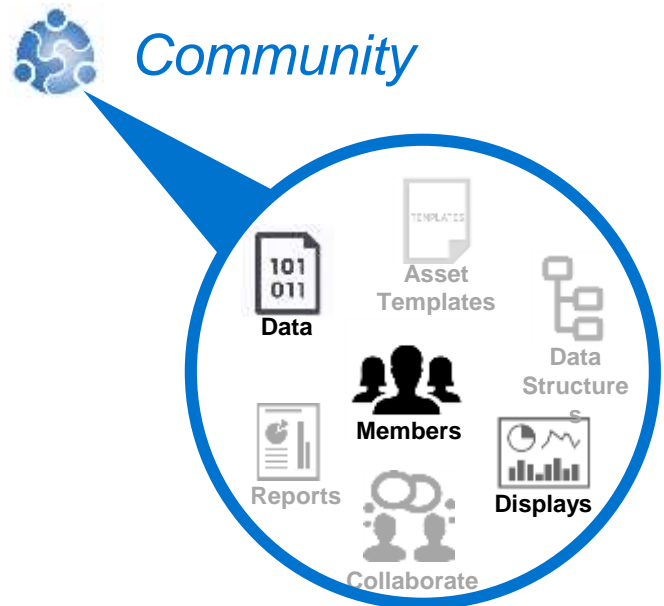 Community
TEMPLATES
Asset
Templates
101
011
Data
Data
Structure
s
Members
Reports
Displays
Collaborate